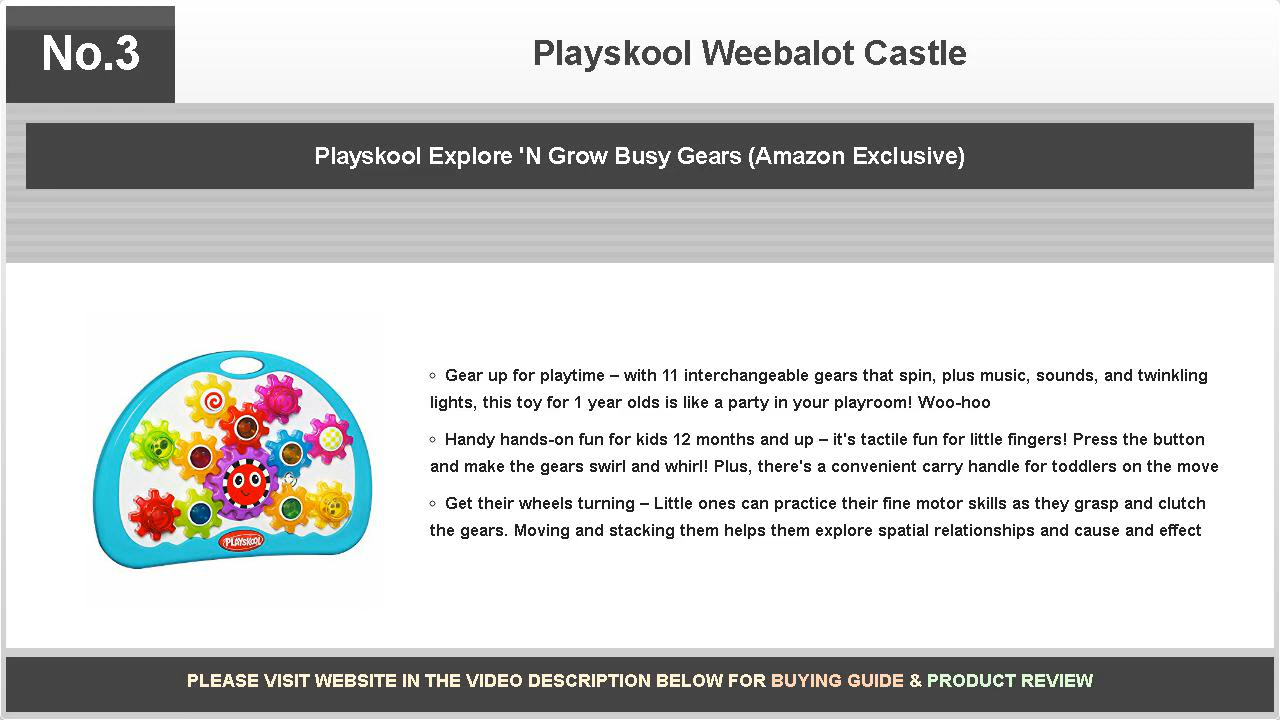 No.3
Playskool Weebalot Castle
Playskool Explore 'N Grow Busy Gears (Amazon Exclusive)
◦ Gear up for playtime – with 11 interchangeable gears that spin, plus music, sounds, and twinkling
lights, this toy for 1 year olds is like a party in your playroom! Woo-hoo
◦ Handy hands-on fun for kids 12 months and up – it's tactile fun for little fingers! Press the button
and make the gears swirl and whirl! Plus, there's a convenient carry handle for toddlers on the move
◦ Get their wheels turning – Little ones can practice their fine motor skills as they grasp and clutch
the gears. Moving and stacking them helps them explore spatial relationships and cause and effect
PLAYSKOOL
PLEASE VISIT WEBSITE IN THE VIDEO DESCRIPTION BELOW FOR BUYING GUIDE & PRODUCT REVIEW